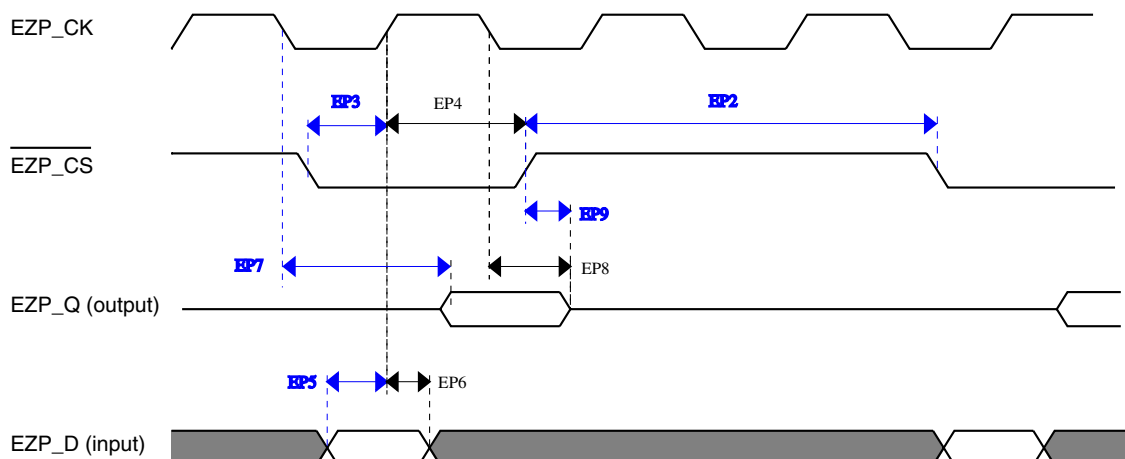 EZP_CK
EP3
EP4
EP2
EZP_CS
EP9
EP7
EP8
EZP_Q (output)
EP5
EP6
EZP_D (input)